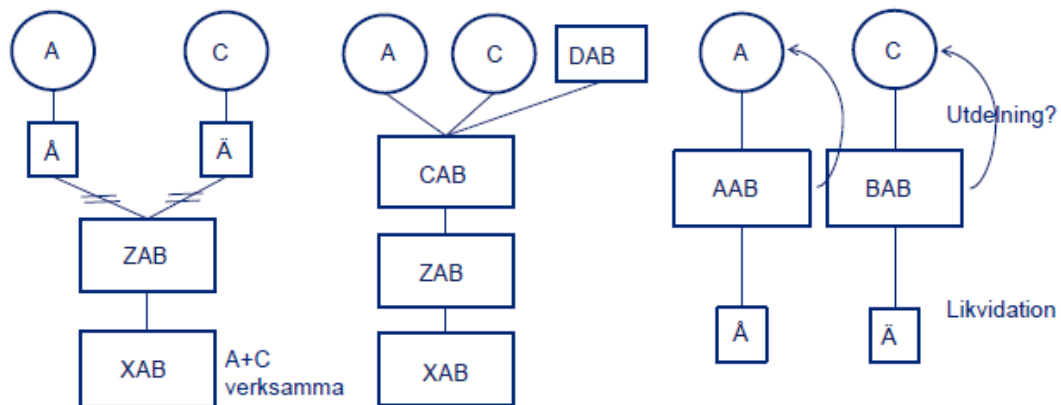 A
C
Å
Ä
ZAB
XAB
A+C
verksamma
A
C
DAB
CAB
ZAB
XAB
A
C
Utdelning?
AAB
BAB
Likvidation
Å
Ä